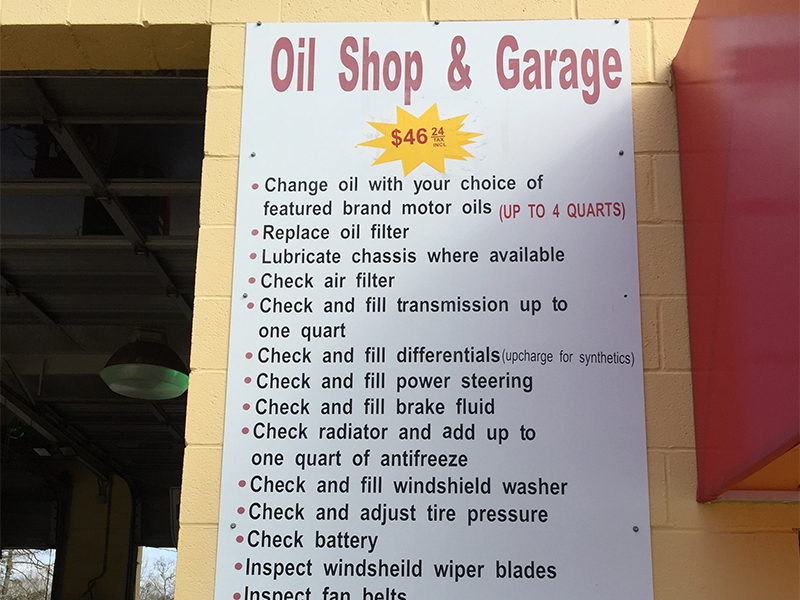 Oil Shop & Garage
$46 24 TAX INCL
• Change oil with your choice of
featured brand motor oils (UP TO 4 QUARTS)
• Replace oil filter
• Lubricate chassis where available
• Check air filter
• Check and fill transmission up to
one quart
• Check and fill differentials (upcharge for synthetics)
• Check and fill power steering
• Check and fill brake fluid
• Check radiator and add up to
one quart of antifreeze
• Check and fill windshield washer
• Check and adjust tire pressure
• Check battery
• Inspect windsheild wiper blades
• Inspect fan belts